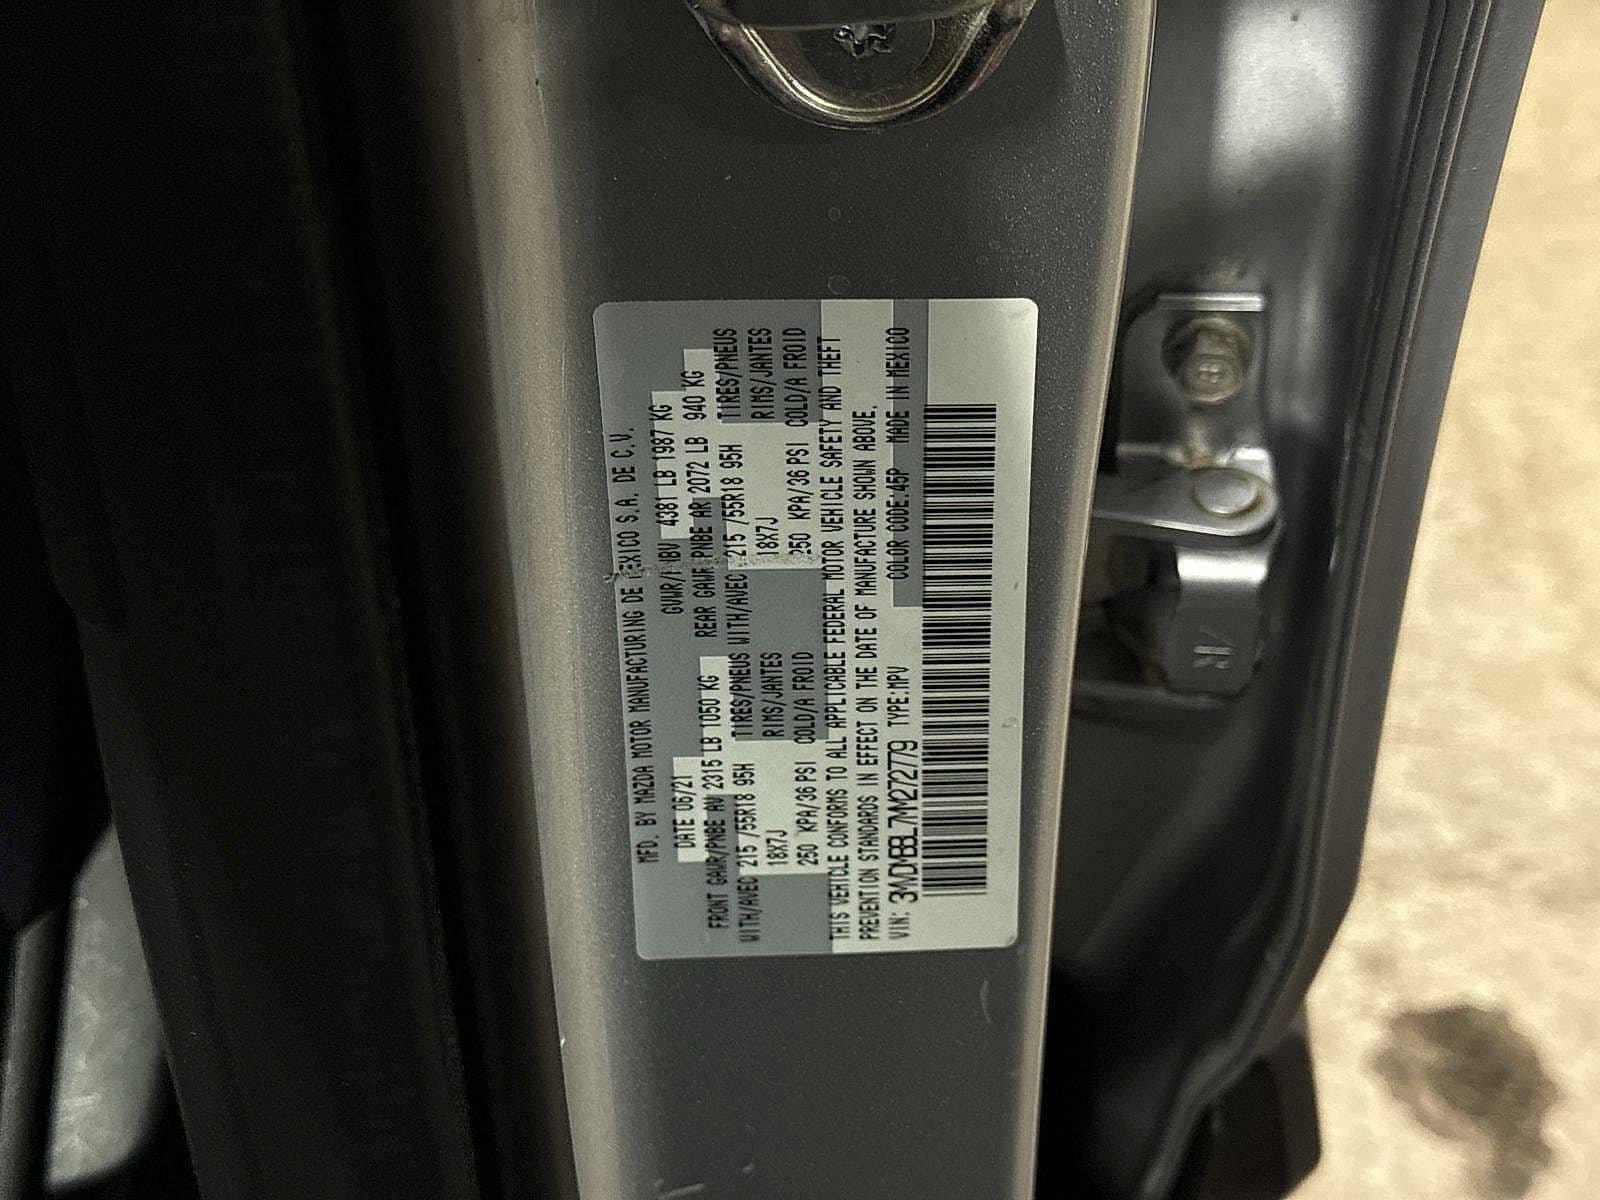 MFD. BY MAZDA MOTOR MANUFACTURING DE MEXICO S.A. DE C.V.
DATE 06/21 GVWR/PNBV 4381 LB 1987 KG
FRONT GAWR/PNBE AV 2315 LB 1050 KG REAR GAWR/PNBE AR 2072 LB 940 KG
WITH/AVEC 215 /55R18 95H TIRES/PNEUS WITH/AVEC 215 /55R18 95H TIRES/PNEUS
18X7J RIMS/JANTES 18X7J RIMS/JANTES
250 KPA/36 PSI COLD/A FROID 250 KPA/36 PSI COLD/A FROID
THIS VEHICLE CONFORMS TO ALL APPLICABLE FEDERAL MOTOR VEHICLE SAFETY AND THEFT
PREVENTION STANDARDS IN EFFECT ON THE DATE OF MANUFACTURE SHOWN ABOVE.
VIN: 3MVDMBBL7MM272779 TYPE:MPV COLOR CODE:45P MADE IN MEXICO